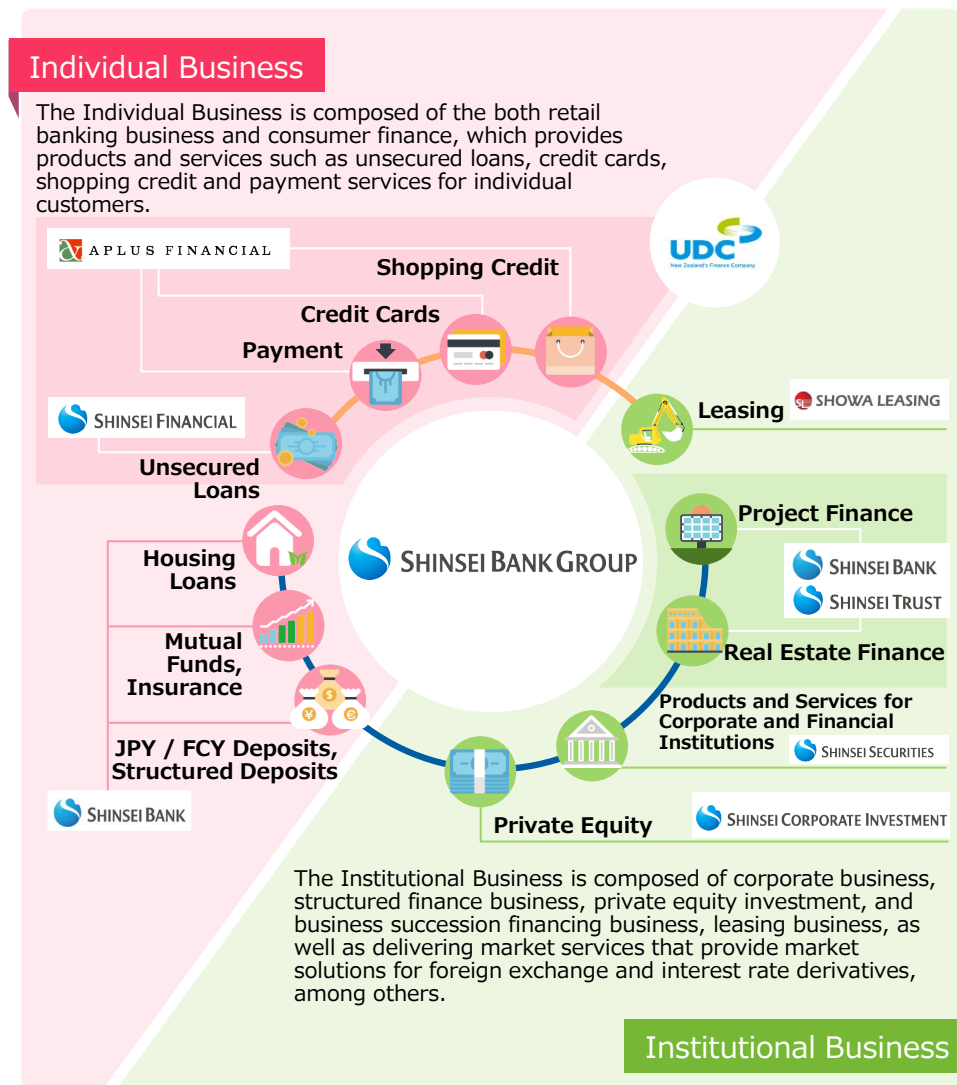 Individual Business
The Individual Business is composed of the both retail
banking business and consumer finance, which provides
products and services such as unsecured loans, credit cards,
shopping credit and payment services for individual
customers.
APLUS FINANCIAL
UDC
New Zealand's Finance Company
Shopping Credit
Credit Cards
Payment
SHINSEI FINANCIAL
Unsecured
Loans
SL SHOWA LEASING
Leasing
Project Finance
SHINSEI BANK
SHINSEI TRUST
Real Estate Finance
SHINSEI BANK GROUP
Housing
Loans
Mutual
Funds,
Insurance
$
¥
€
JPY / FCY Deposits,
Structured Deposits
SHINSEI BANK
Products and Services for
Corporate and Financial
Institutions
SHINSEI SECURITIES
Private Equity
SHINSEI CORPORATE INVESTMENT
The Institutional Business is composed of corporate business,
structured finance business, private equity investment, and
business succession financing business, leasing business, as
well as delivering market services that provide market
solutions for foreign exchange and interest rate derivatives,
among others.
Institutional Business